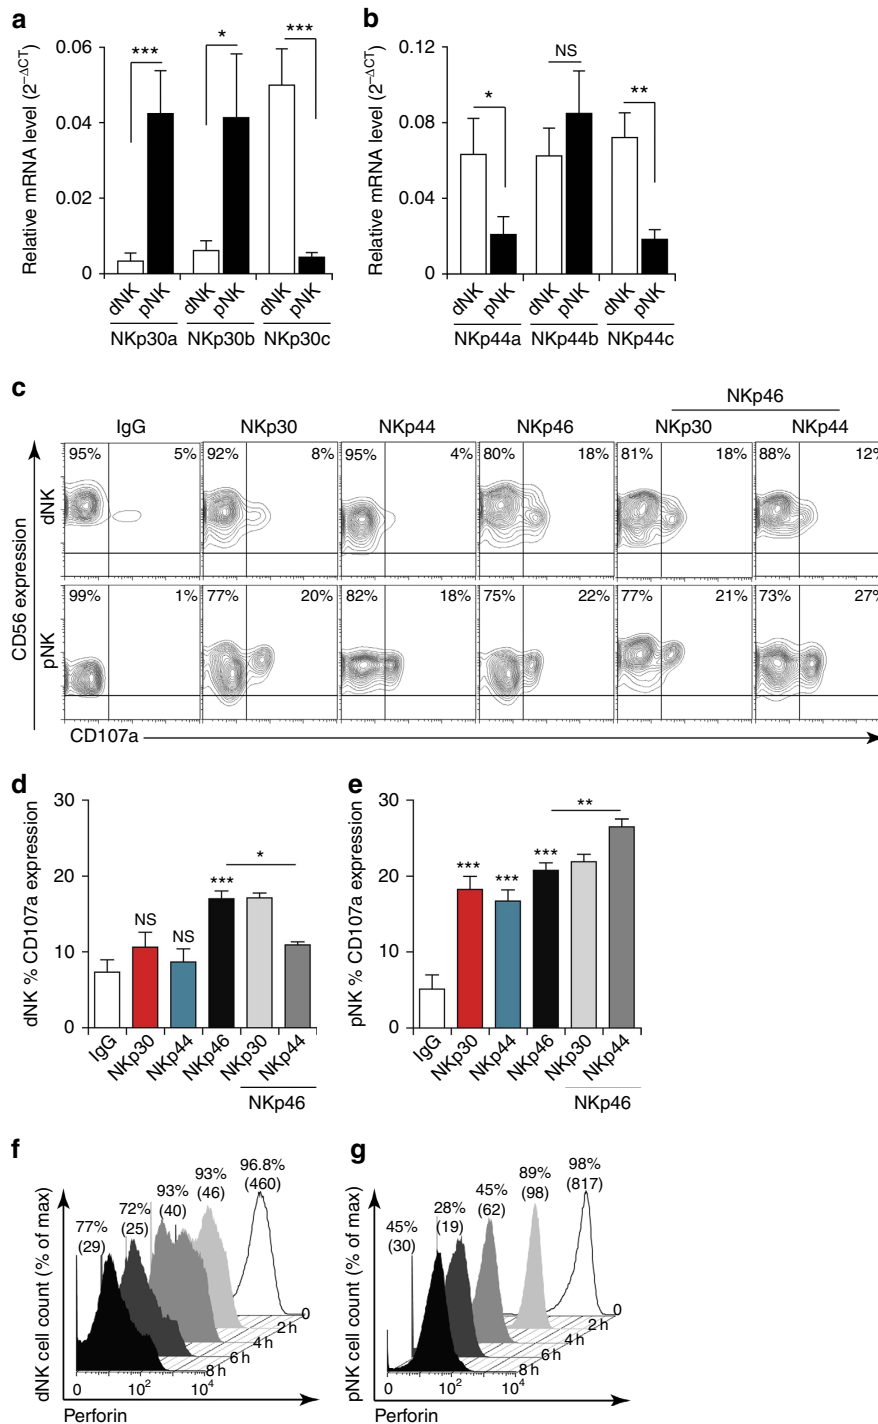 a
Relative mRNA level (2^−ΔCT)
0.06
0.04
0.02
0
*** * ***
dNK pNK dNK pNK dNK pNK
NKp30a NKp30b NKp30c
b
Relative mRNA level (2^−ΔCT)
0.12
0.08
0.04
0
* NS **
dNK pNK dNK pNK dNK pNK
NKp44a NKp44b NKp44c
c
NKp46
IgG NKp30 NKp44 NKp46 NKp30 NKp44
CD56 expression
dNK
95% 5% 92% 8% 95% 4% 80% 18% 81% 18% 88% 12%
pNK
99% 1% 77% 20% 82% 18% 75% 22% 77% 21% 73% 27%
CD107a
d
dNK % CD107a expression
30
20
10
0
NS NS *** *
IgG NKp30 NKp44 NKp46 NKp30 NKp44
NKp46
e
pNK % CD107a expression
30
20
10
0
*** *** *** **
IgG NKp30 NKp44 NKp46 NKp30 NKp44
NKp46
f
dNK cell count (% of max)
77%
(29)
72%
(25)
93%
(40)
93%
(46)
96.8%
(460)
0
2 h
4 h
6 h
8 h
0 10² 10⁴
Perforin
g
pNK cell count (% of max)
45%
(30)
28%
(19)
45%
(62)
89%
(98)
98%
(817)
0
2 h
4 h
6 h
8 h
0 10² 10⁴
Perforin